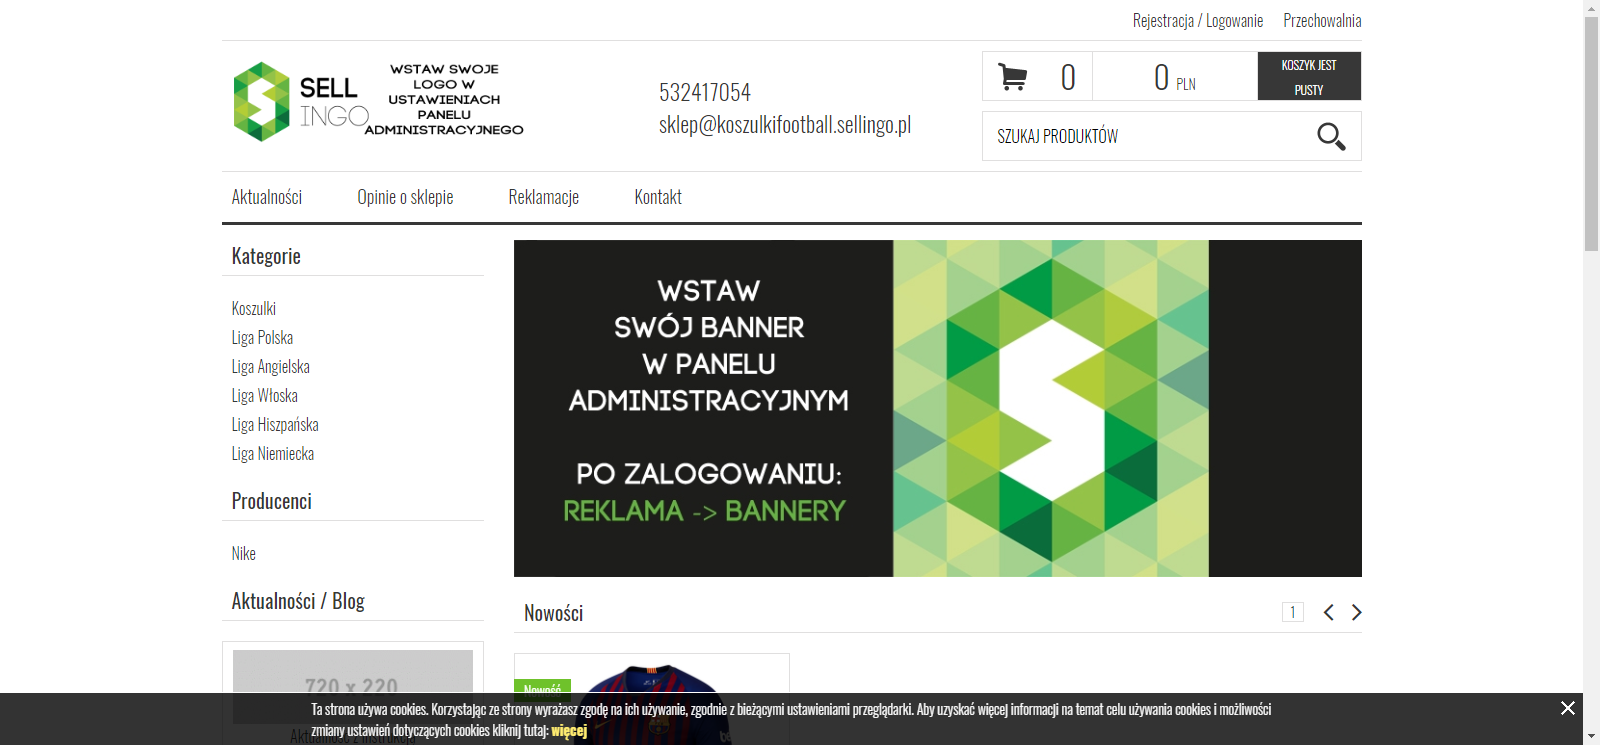 Rejestracja / Logowanie Przechowalnia
SELL
INGO
WSTAW SWOJE
LOGO W
USTAWIENIACH
PANELU
ADMINISTRACYJNEGO
532417054
sklep@koszulkifootball.sellingo.pl
0 0 PLN
KOSZYK JEST
PUSTY
SZUKAJ PRODUKTÓW
Aktualności Opinie o sklepie Reklamacje Kontakt
Kategorie
Koszulki
Liga Polska
Liga Angielska
Liga Włoska
Liga Hiszpańska
Liga Niemiecka
Producenci
Nike
Aktualności / Blog
720 x 220
Aktualność z instrukcją
WSTAW
SWÓJ BANNER
W PANELU
ADMINISTRACYJNYM
PO ZALOGOWANIU:
REKLAMA -> BANNERY
Nowości 1
Nowość
Ta strona używa cookies. Korzystając ze strony wyrażasz zgodę na ich używanie, zgodnie z bieżącymi ustawieniami przeglądarki. Aby uzyskać więcej informacji na temat celu używania cookies i możliwości
zmiany ustawień dotyczących cookies kliknij tutaj: więcej